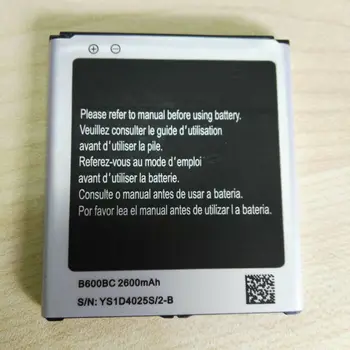 Please refer to manual before using battery.
Veuillez consulter le guide d'utilisation
avant d'utiliser la pile.
Referez-vous au mode d'emploi
avant d'utiliser la batterie.
Consulte o manual antes de usar a bateria.
Por favor lea el manual antes de utilizar l a bateria.
B600BC 2600mAh
S/N: YS1D4025S/2-B